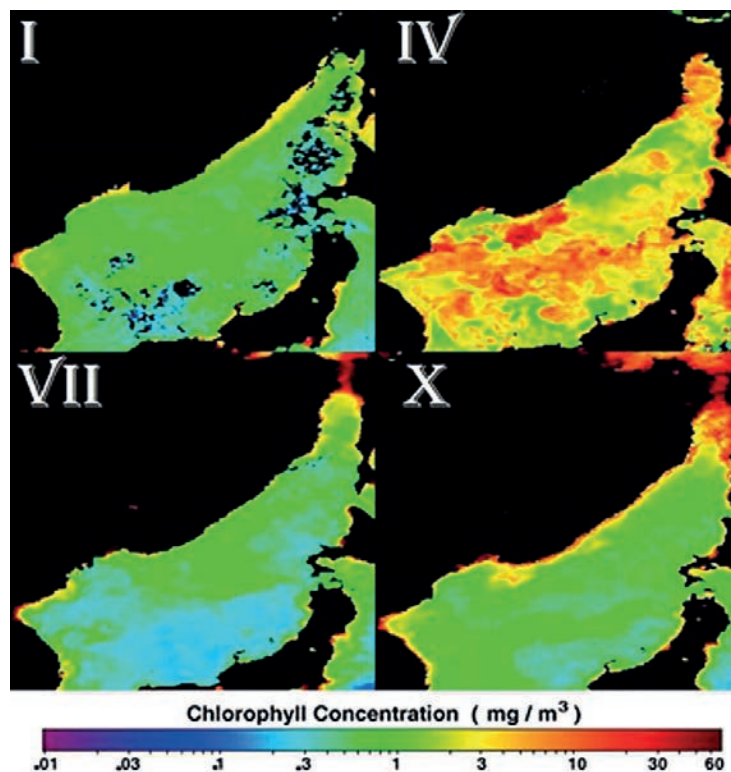 I IV
VII X
Chlorophyll Concentration ( mg / m³ )
.01 .03 .1 .3 1 3 10 30 60